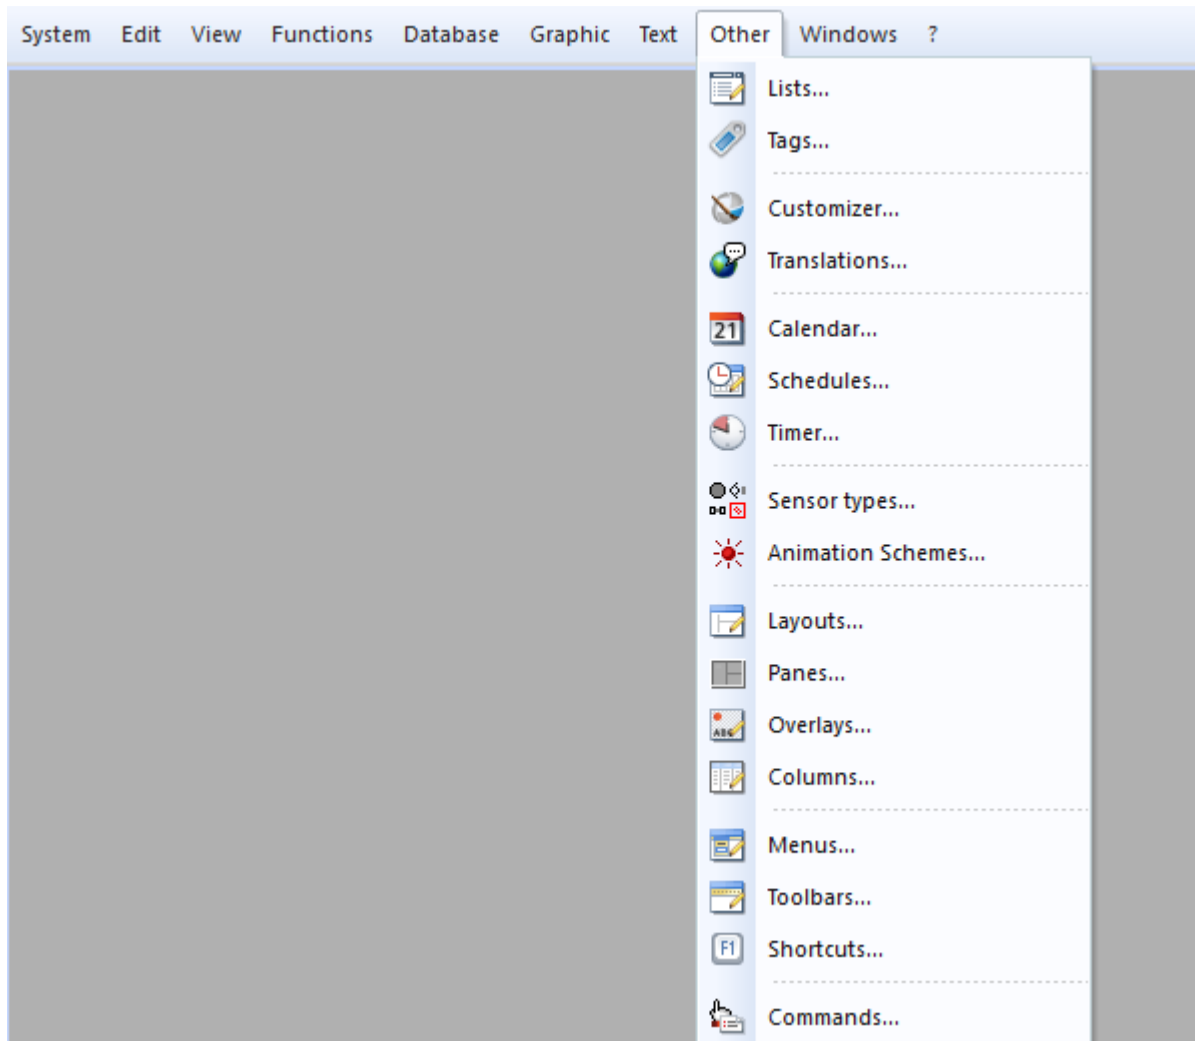 System Edit View Functions Database Graphic Text Other Windows ?
Lists...
Tags...
Customizer...
Translations...
21 Calendar...
Schedules...
Timer...
Sensor types...
Animation Schemes...
Layouts...
Panes...
ABC Overlays...
Columns...
Menus...
Toolbars...
F1 Shortcuts...
Commands...